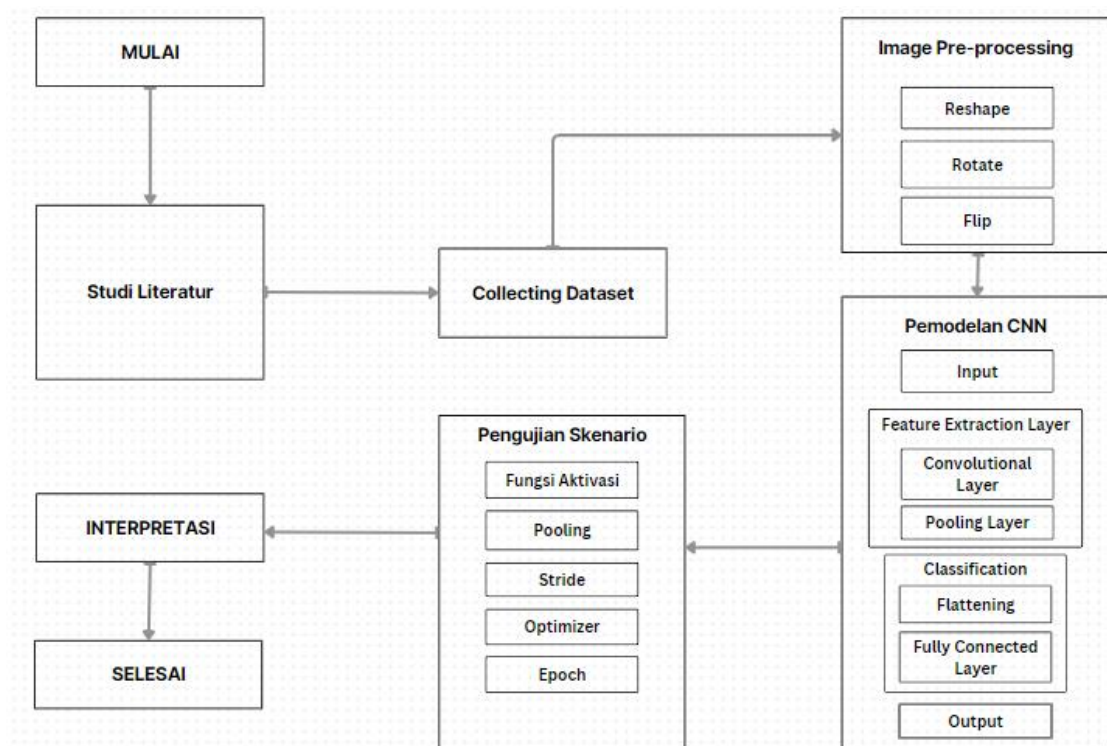 MULAI
Studi Literatur
Collecting Dataset
Image Pre-processing
Reshape
Rotate
Flip
Pemodelan CNN
Input
Feature Extraction Layer
Convolutional
Layer
Pooling Layer
Classification
Flattening
Fully Connected
Layer
Output
Pengujian Skenario
Fungsi Aktivasi
Pooling
Stride
Optimizer
Epoch
INTERPRETASI
SELESAI